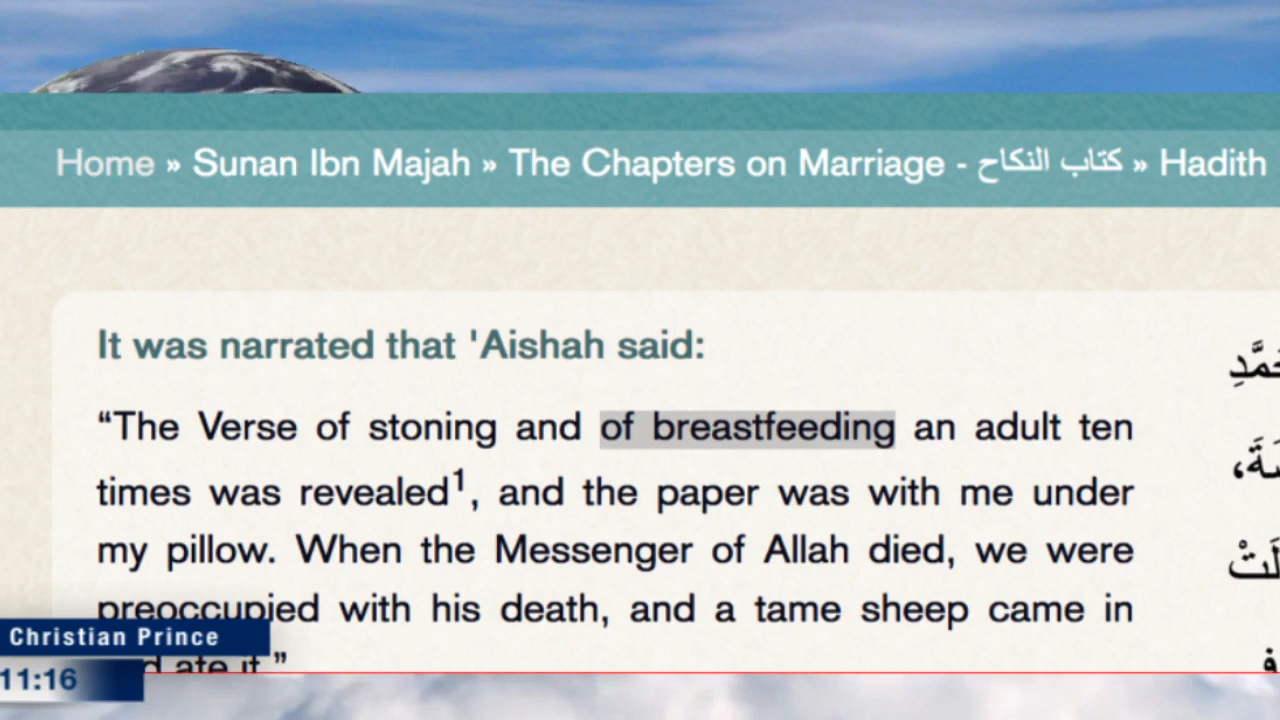 Home » Sunan Ibn Majah » The Chapters on Marriage - كتاب النكاح » Hadith
It was narrated that 'Aishah said:
“The Verse of stoning and of breastfeeding an adult ten
times was revealed1, and the paper was with me under
my pillow. When the Messenger of Allah died, we were
preoccupied with his death, and a tame sheep came in
ate it.”
Christian Prince
11:16